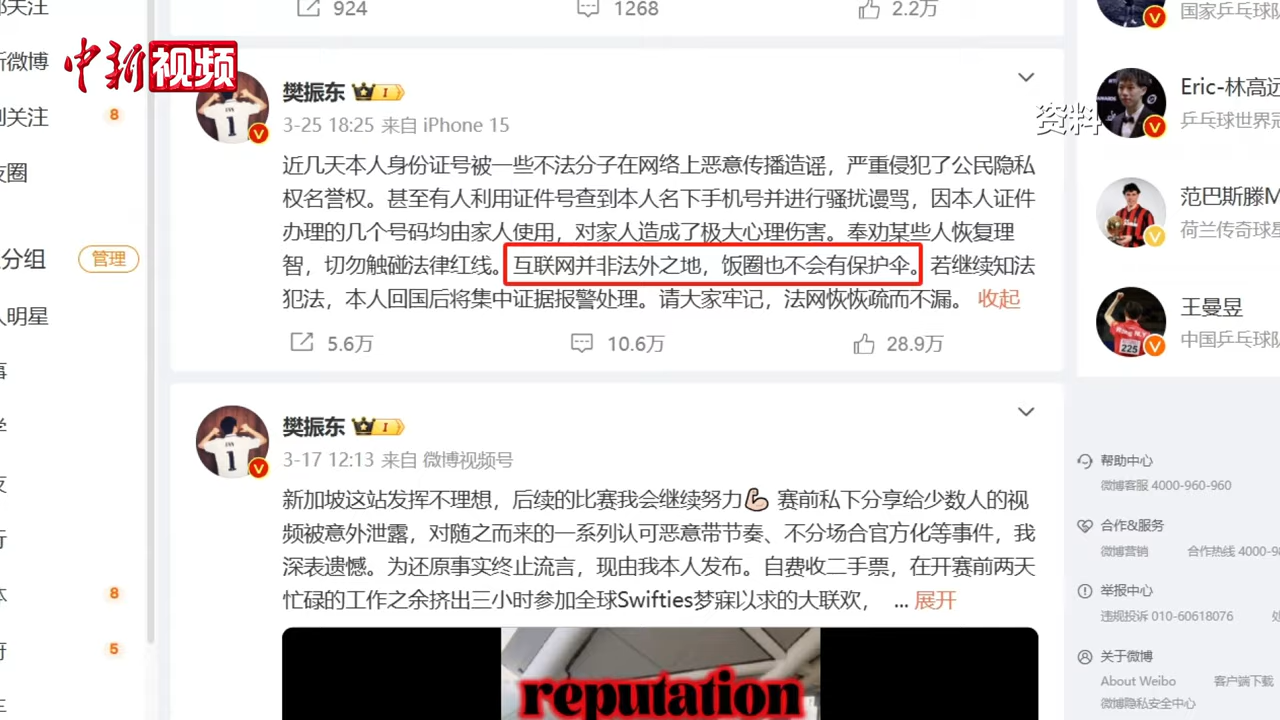 924
1268
2.2万
关注
微博
中新视频
关注
8
友圈
分组
管理
人明星
8
5
樊振东
I
3-25 18:25 来自 iPhone 15
近几天本人身份证号被一些不法分子在网络上恶意传播造谣，严重侵犯了公民隐私
权名誉权。甚至有人利用证件号查到本人名下手机号并进行骚扰谩骂，因本人证件
办理的几个号码均由家人使用，对家人造成了极大心理伤害。奉劝某些人恢复理
智，切勿触碰法律红线。互联网并非法外之地，饭圈也不会有保护伞。若继续知法
犯法，本人回国后将集中证据报警处理。请大家牢记，法网恢恢疏而不漏。 收起
5.6万
10.6万
28.9万
樊振东
I
3-17 12:13 来自 微博视频号
新加坡这站发挥不理想，后续的比赛我会继续努力💪🏻 赛前私下分享给少数人的视
频被意外泄露，对随之而来的一系列认可恶意带节奏、不分场合官方化等事件，我
深表遗憾。为还原事实终止流言，现由我本人发布。自费收二手票，在开赛前两天
忙碌的工作之余挤出三小时参加全球Swifties梦寐以求的大联欢， ... 展开
reputation
国家乒乓球队
资料
Eric-林高远
乒乓球世界冠
范巴斯滕M
荷兰传奇球星
王曼昱
中国乒乓球队
帮助中心
微博客服 4000-960-960
合作&服务
微博营销 合作热线 4000-9
举报中心
违规投诉 010-60618076
关于微博
About Weibo 客户端下载
微博隐私安全中心